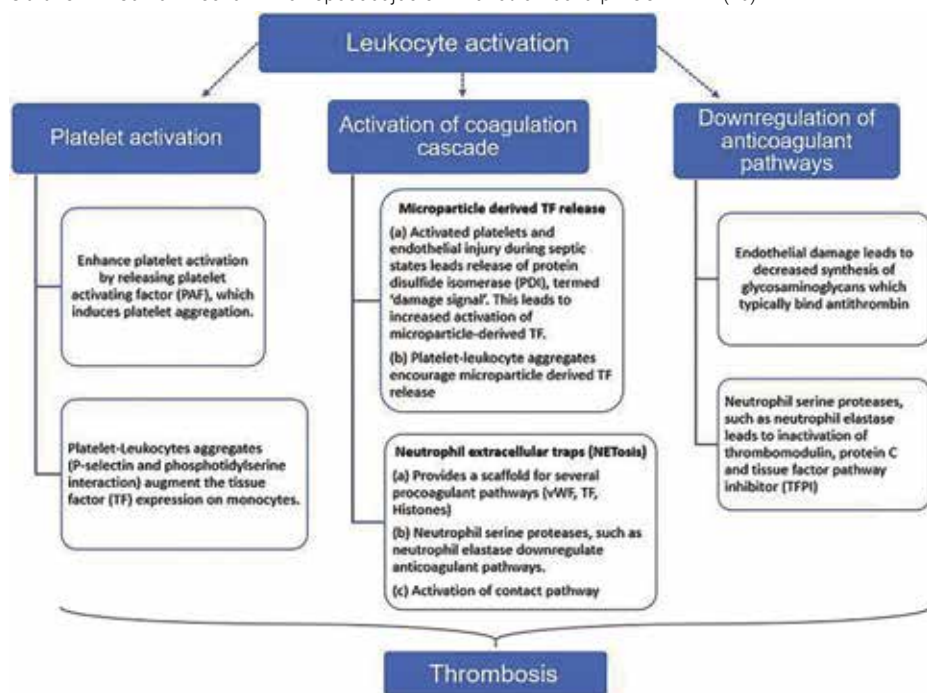 Leukocyte activation
Platelet activation
Enhance platelet activation
by releasing platelet
activating factor (PAF), which
induces platelet aggregation.
Platelet-Leukocytes aggregates
(P-selectin and phosphotidylserine
interaction) augment the tissue
factor (TF) expression on monocytes.
Activation of coagulation
cascade
Microparticle derived TF release
(a) Activated platelets and
endothelial injury during septic
states leads release of protein
disulfide isomerase (PDI), termed
'damage signal'. This leads to
increased activation of
microparticle-derived TF.
(b) Platelet-leukocyte aggregates
encourage microparticle derived TF
release
Neutrophil extracellular traps (NETosis)
(a) Provides a scaffold for several
procoagulant pathways (vWF, TF,
Histones)
(b) Neutrophil serine proteases, such as
neutrophil elastase downregulate
anticoagulant pathways.
(c) Activation of contact pathway
Downregulation of
anticoagulant
pathways
Endothelial damage leads to
decreased synthesis of
glycosaminoglycans which
typically bind antithrombin
Neutrophil serine proteases,
such as neutrophil elastase
leads to inactivation of
thrombomodulin, protein C
and tissue factor pathway
inhibitor (TFPI)
Thrombosis